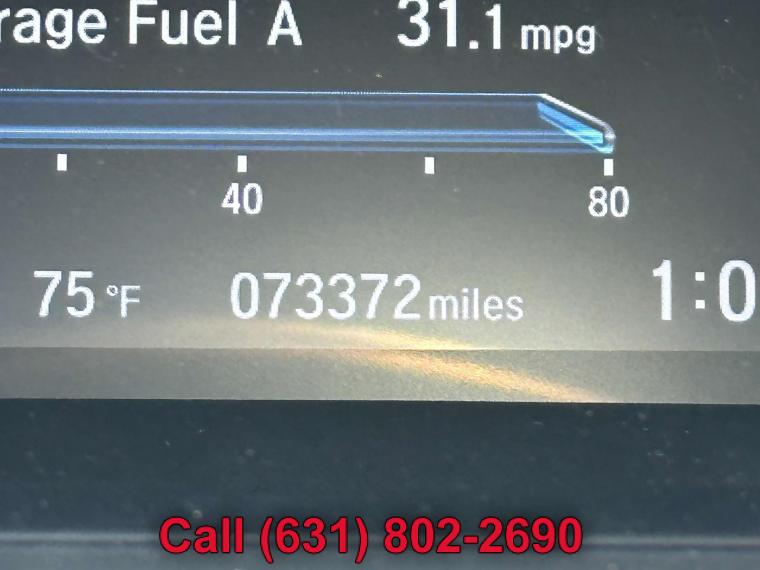 rage Fuel A 31.1 mpg
40 80
75 °F 073372 miles 1:0
Call (631) 802-2690